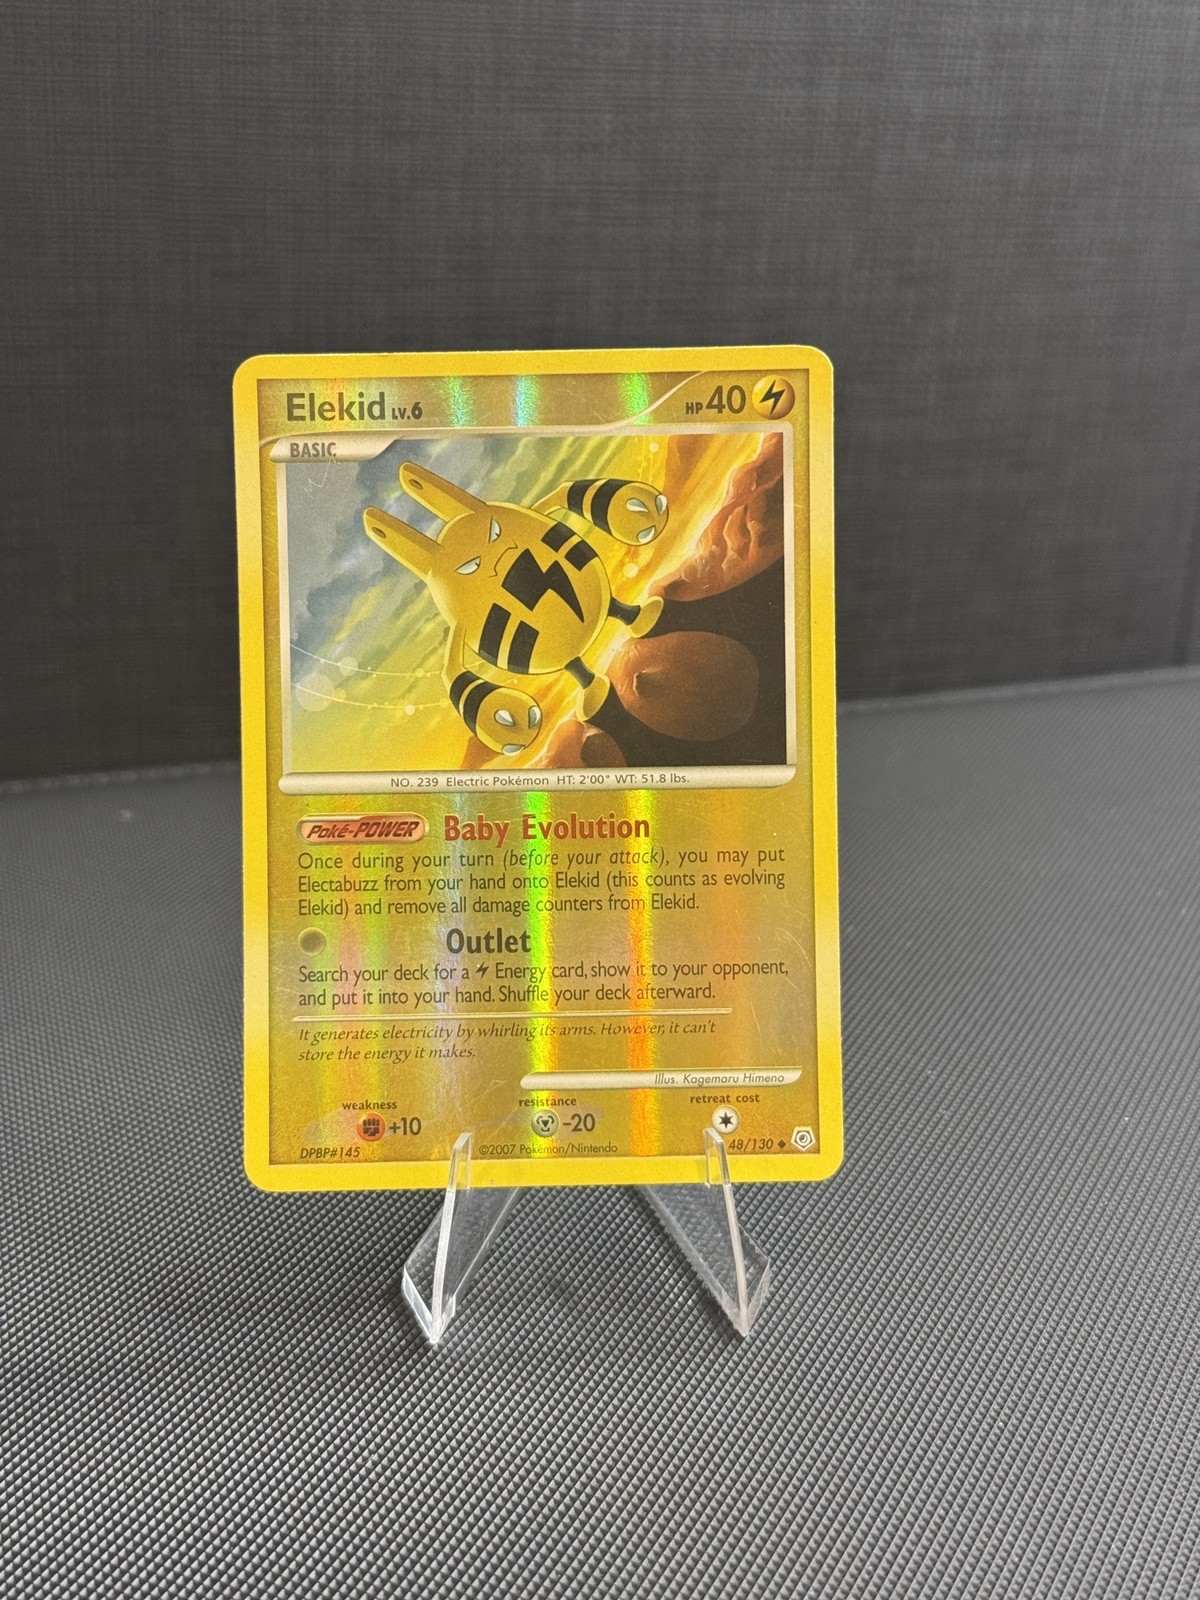 Elekid LV.6 HP 40
BASIC
NO. 239 Electric Pokémon HT: 2'00" WT: 51.8 lbs.
Poké-POWER Baby Evolution
Once during your turn (before your attack), you may put
Electabuzz from your hand onto Elekid (this counts as evolving
Elekid) and remove all damage counters from Elekid.
Outlet
Search your deck for a Energy card, show it to your opponent,
and put it into your hand. Shuffle your deck afterward.
It generates electricity by whirling its arms. However, it can't
store the energy it makes.
Illus. Kagemaru Himeno
weakness resistance retreat cost
+10 -20
DPBP#145 ©2007 Pokémon/Nintendo 48/130